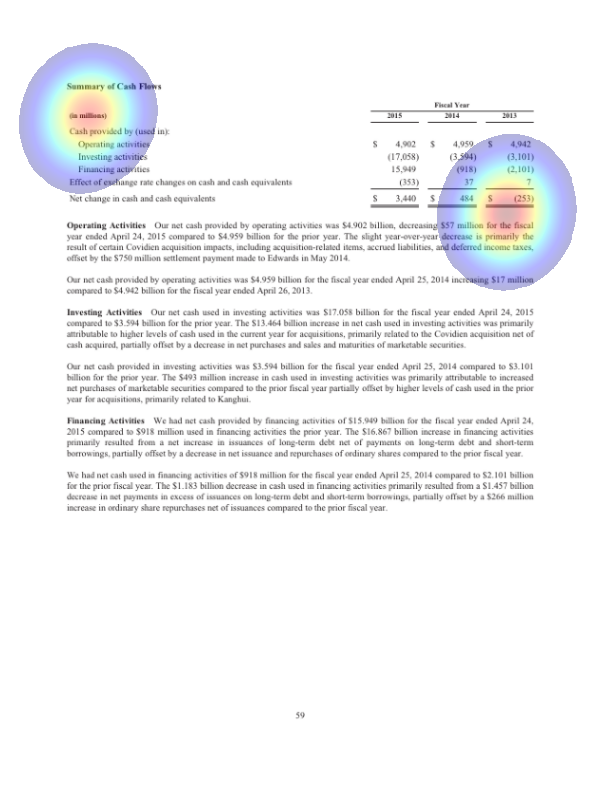 Summary of Cash Flows
Fiscal Year
(in millions) 2015 2014 2013
Cash provided by (used in):
Operating activities $ 4,902 $ 4,959 $ 4,942
Investing activities (17,058) (3,594) (3,101)
Financing activities 15,949 (918) (2,101)
Effect of exchange rate changes on cash and cash equivalents (353) 37 7
Net change in cash and cash equivalents $ 3,440 $ 484 $ (253)
Operating Activities Our net cash provided by operating activities was $4.902 billion, decreasing $57 million for the fiscal
year ended April 24, 2015 compared to $4.959 billion for the prior year. The slight year-over-year decrease is primarily the
result of certain Covidien acquisition impacts, including acquisition-related items, accrued liabilities, and deferred income taxes,
offset by the $750 million settlement payment made to Edwards in May 2014.
Our net cash provided by operating activities was $4.959 billion for the fiscal year ended April 25, 2014 increasing $17 million
compared to $4.942 billion for the fiscal year ended April 26, 2013.
Investing Activities Our net cash used in investing activities was $17.058 billion for the fiscal year ended April 24, 2015
compared to $3.594 billion for the prior year. The $13.464 billion increase in net cash used in investing activities was primarily
attributable to higher levels of cash used in the current year for acquisitions, primarily related to the Covidien acquisition net of
cash acquired, partially offset by a decrease in net purchases and sales and maturities of marketable securities.
Our net cash used in investing activities was $3.594 billion for the fiscal year ended April 25, 2014 compared to $3.101
billion for the prior year. The $493 million increase in cash used in investing activities was primarily attributable to increased
net purchases of marketable securities compared to the prior fiscal year partially offset by higher levels of cash used in the prior
year for acquisitions, primarily related to Kanghui.
Financing Activities We had net cash provided by financing activities of $15.949 billion for the fiscal year ended April 24,
2015 compared to $918 million used in financing activities the prior year. The $16.867 billion increase in financing activities
primarily resulted from a net increase in issuances of long-term debt net of payments on long-term debt and short-term
borrowings, partially offset by a decrease in net issuance and repurchases of ordinary shares compared to the prior fiscal year.
We had net cash used in financing activities of $918 million for the fiscal year ended April 25, 2014 compared to $2.101 billion
for the prior fiscal year. The $1.183 billion decrease in cash used in financing activities primarily resulted from a $1.457 billion
decrease in net payments in excess of issuances on long-term debt and short-term borrowings, partially offset by a $266 million
increase in ordinary share repurchases net of issuances compared to the prior fiscal year.
59